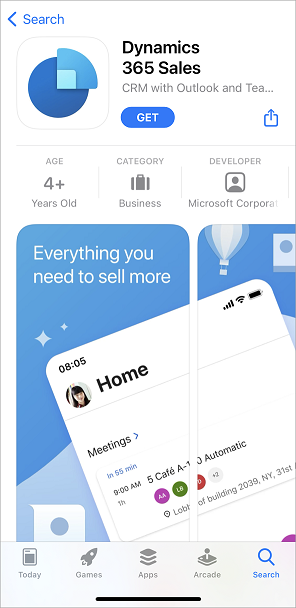 Search
Dynamics
365 Sales
CRM with Outlook and Tea...
GET
AGE
CATEGORY
DEVELOPER
4+
Years Old
Business
Microsoft Corporat
Everything you
need to sell more
08:05
Home
Meetings >
In 55 min
9:00 AM
5 Café A-1
0 Automatic
1h
AA
LB
+2
Lobby of building 2039, NY, 31st
Today
Games
Apps
Arcade
Search